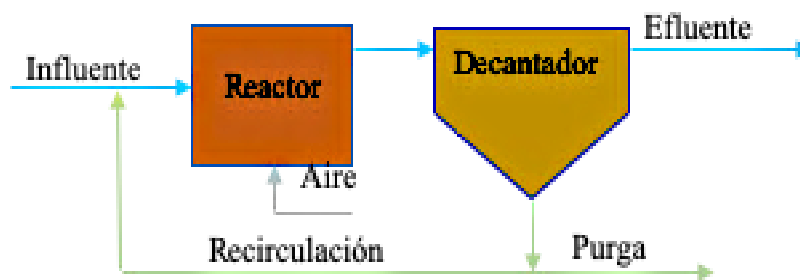 Influente
Reactor
Decantador
Efluente
Aire
Recirculación
Purga